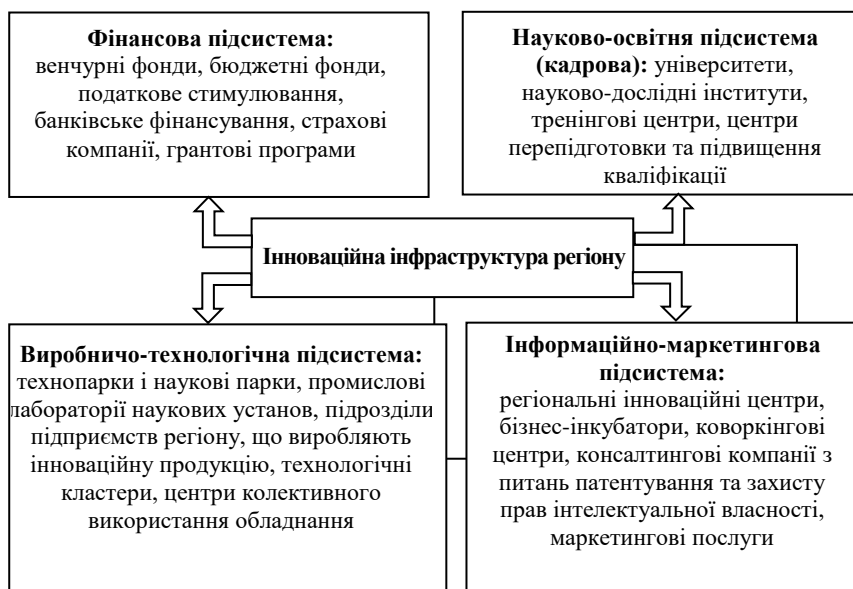 Фінансова підсистема:
венчурні фонди, бюджетні фонди,
податкове стимулювання,
банківське фінансування, страхові
компанії, грантові програми
Науково-освітня підсистема
(кадрова): університети,
науково-дослідні інститути,
тренінгові центри, центри
перепідготовки та підвищення
кваліфікації
Інноваційна інфраструктура регіону
Виробничо-технологічна підсистема:
технопарки і наукові парки, промислові
лабораторії наукових установ, підрозділи
підприємств регіону, що виробляють
інноваційну продукцію, технологічні
кластери, центри колективного
використання обладнання
Інформаційно-маркетингова
підсистема:
регіональні інноваційні центри,
бізнес-інкубатори, коворкінгові
центри, консалтингові компанії з
питань патентування та захисту
прав інтелектуальної власності,
маркетингові послуги